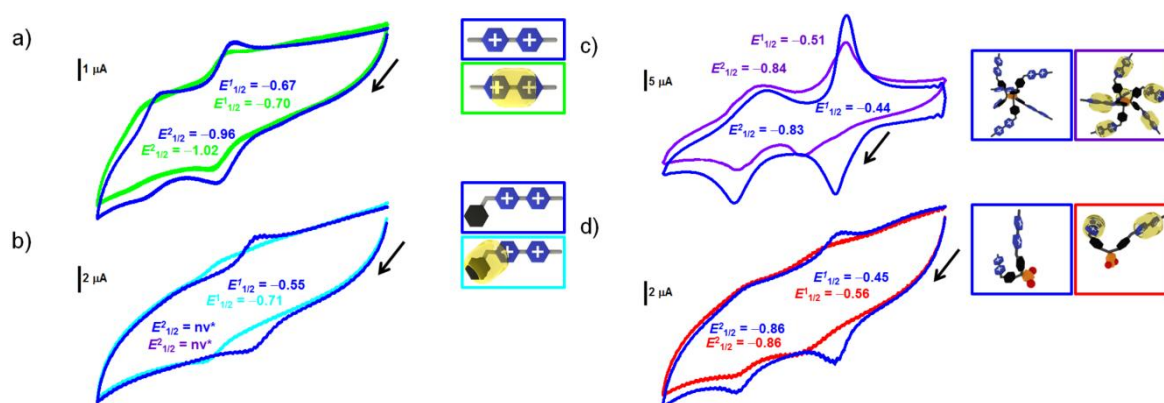 a)
1 µA
E¹₁/₂ = −0.67
E¹₁/₂ = −0.70
E²₁/₂ = −0.96
E²₁/₂ = −1.02
+ +
+ +
b)
2 µA
E¹₁/₂ = −0.55
E¹₁/₂ = −0.71
E²₁/₂ = nv*
E²₁/₂ = nv*
+ +
+ +
c)
5 µA
E¹₁/₂ = −0.51
E²₁/₂ = −0.84
E¹₁/₂ = −0.44
E²₁/₂ = −0.83
d)
2 µA
E¹₁/₂ = −0.45
E¹₁/₂ = −0.56
E²₁/₂ = −0.86
E²₁/₂ = −0.86